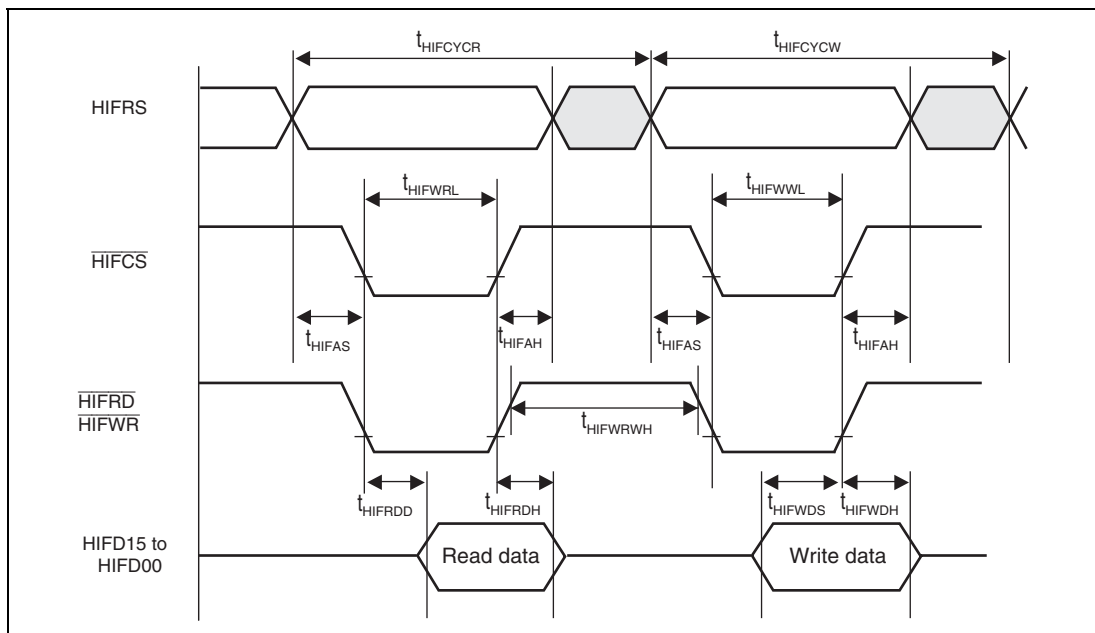 tHIFCYCR tHIFCYCW
HIFRS
tHIFWRL tHIFWWL
HIFCS
tHIFAS tHIFAH tHIFAS tHIFAH
HIFRD
HIFWR
tHIFWRWH
tHIFRDD tHIFRDH tHIFWDS tHIFWDH
HIFD15 to
HIFD00
Read data Write data